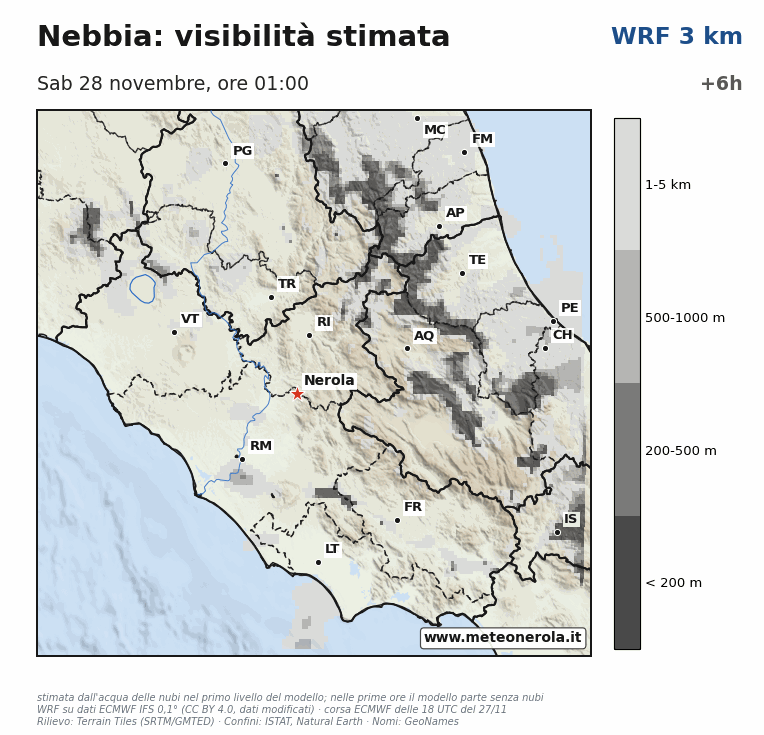 Nebbia: visibilità stimata
WRF 3 km
Sab 28 novembre, ore 01:00
+6h
MC
FM
PG
AP
TE
TR
PE
VT
RI
AQ
CH
Nerola
RM
FR
IS
LT
www.meteonerola.it
1-5 km
500-1000 m
200-500 m
< 200 m
stimata dall'acqua delle nubi nel primo livello del modello; nelle prime ore il modello parte senza nubi
WRF su dati ECMWF IFS 0,1° (CC BY 4.0, dati modificati) · corsa ECMWF delle 18 UTC del 27/11
Rilievo: Terrain Tiles (SRTM/GMTED) · Confini: ISTAT, Natural Earth · Nomi: GeoNames